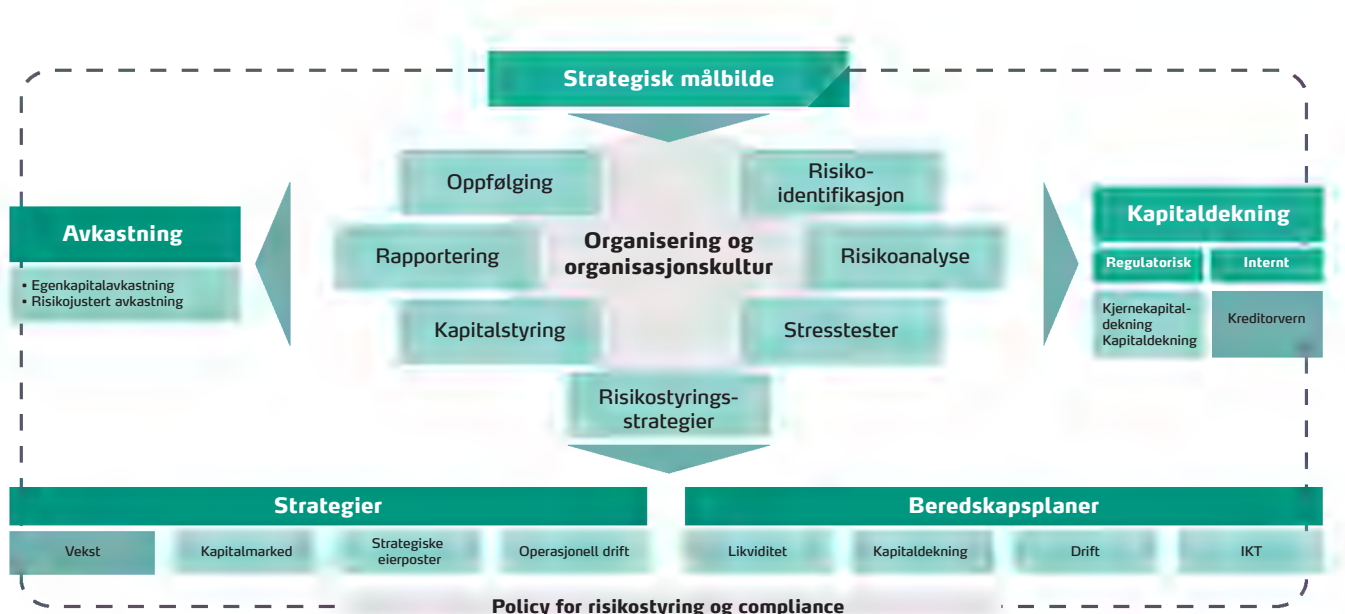 Strategisk målbilde
Oppfølging
Risiko-
identifikasjon
Avkastning
• Egenkapitalavkastning
• Risikojustert avkastning
Rapportering
Organisering og
organisasjonskultur
Risikoanalyse
Kapitalstyring
Stresstester
Risikostyrings-
strategier
Kapitaldekning
Regulatorisk
Internt
Kjernekapital-
dekning
Kapitaldekning
Kreditorvern
Strategier
Vekst
Kapitalmarked
Strategiske
eierposter
Operasjonell drift
Beredskapsplaner
Likviditet
Kapitaldekning
Drift
IKT
Policy for risikostyring og compliance